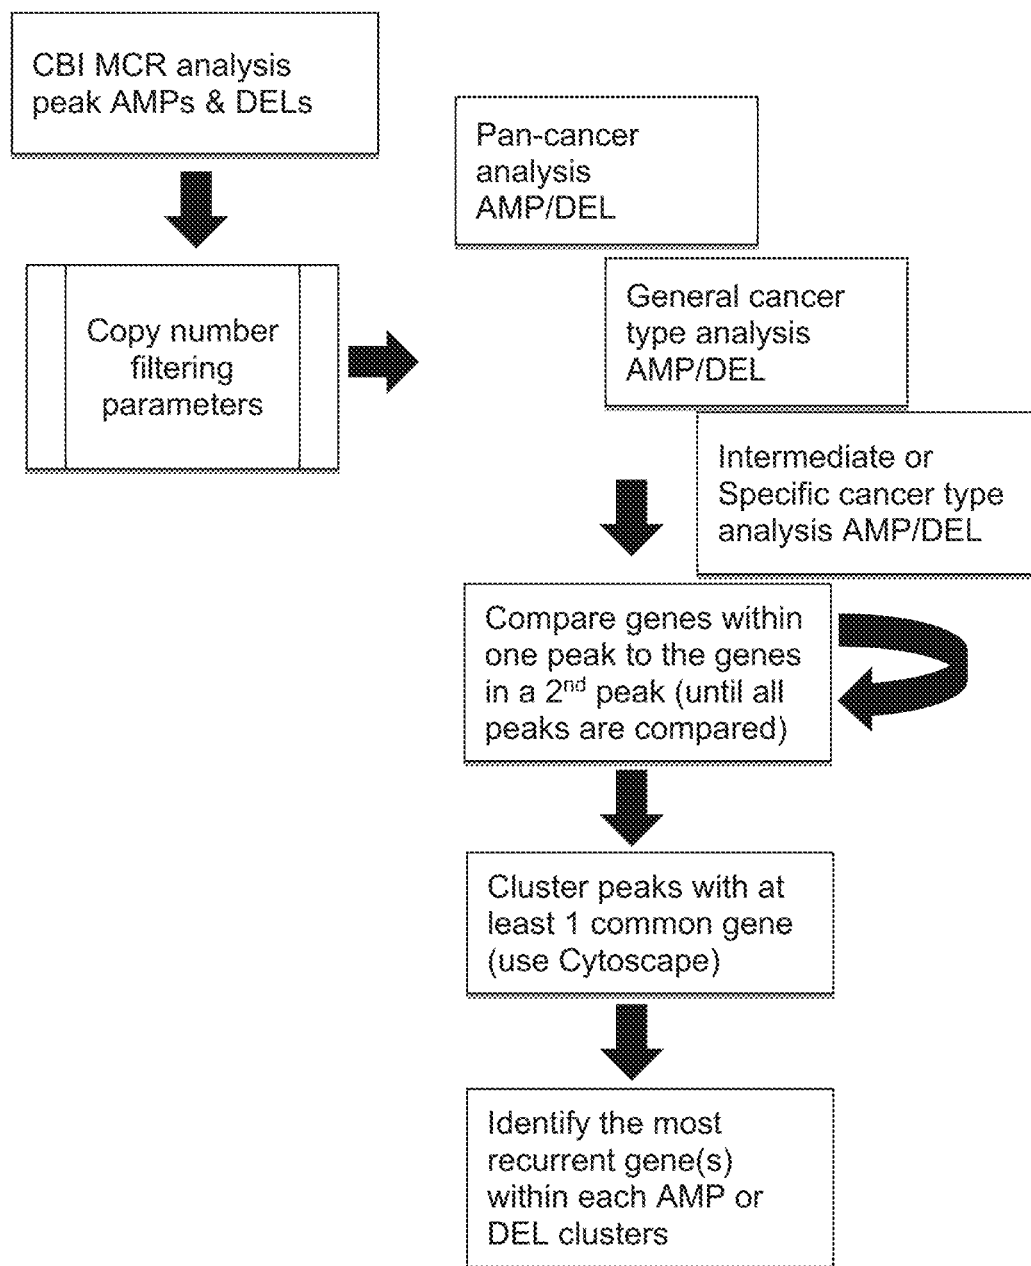 CBI MCR analysis
peak AMPs & DELs
Pan-cancer
analysis
AMP/DEL
Copy number
filtering
parameters
General cancer
type analysis
AMP/DEL
Intermediate or
Specific cancer type
analysis AMP/DEL
Compare genes within
one peak to the genes
in a 2nd peak (until all
peaks are compared)
Cluster peaks with at
least 1 common gene
(use Cytoscape)
Identify the most
recurrent gene(s)
within each AMP or
DEL clusters